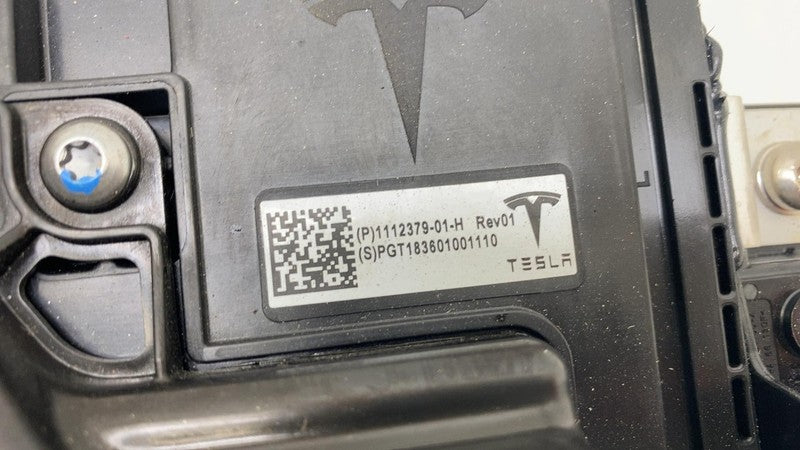 (P)1112379-01-H Rev01
(S)PGT183601001110
TESLA
L